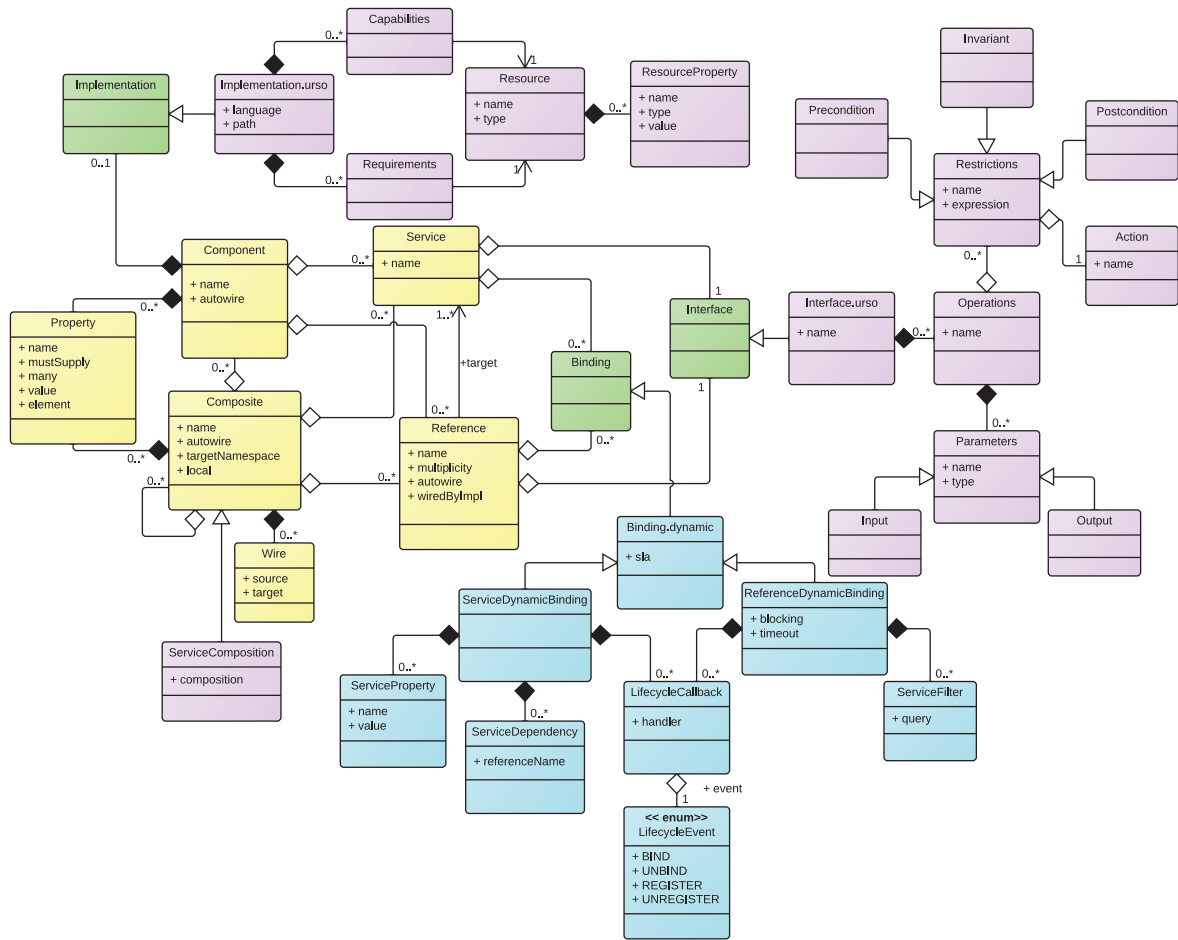 Capabilities
0..*
1
Implementation
0..1
Implementation.urso
+ language
+ path
Resource
+ name
+ type
ResourceProperty
+ name
+ type
+ value
0..*
Requirements
0..*
1
Invariant
Precondition
Postcondition
Restrictions
+ name
+ expression
0..*
Action
+ name
1
Component
+ name
+ autowire
0..*
0..*
Service
+ name
0..*
0..*
1..*
+target
Interface
1
1
Interface.urso
+ name
Operations
+ name
0..*
Property
+ name
+ mustSupply
+ many
+ value
+ element
0..*
Binding
0..*
0..*
Composite
+ name
+ autowire
+ targetNamespace
+ local
0..*
Reference
+ name
+ multiplicity
+ autowire
+ wiredByImpl
0..*
0..*
Parameters
+ name
+ type
0..*
Input
Output
Wire
+ source
+ target
0..*
Binding.dynamic
+ sla
ServiceDynamicBinding
ReferenceDynamicBinding
+ blocking
+ timeout
ServiceComposition
+ composition
ServiceProperty
+ name
+ value
0..*
ServiceDependency
+ referenceName
0..*
LifecycleCallback
+ handler
0..*
0..*
ServiceFilter
+ query
0..*
+ event
1
<< enum>>
LifecycleEvent
+ BIND
+ UNBIND
+ REGISTER
+ UNREGISTER